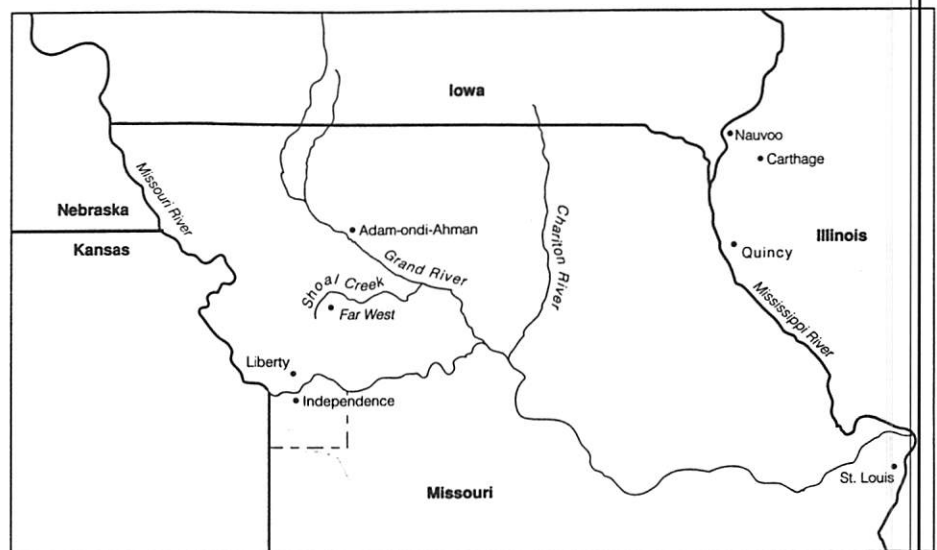 Iowa
Nauvoo
Carthage
Missouri River
Nebraska
Adam-ondi-Ahman
Chariton River
Illinois
Kansas
Quincy
Grand River
Shoal Creek
Far West
Mississippi River
Liberty
Independence
St. Louis
Missouri